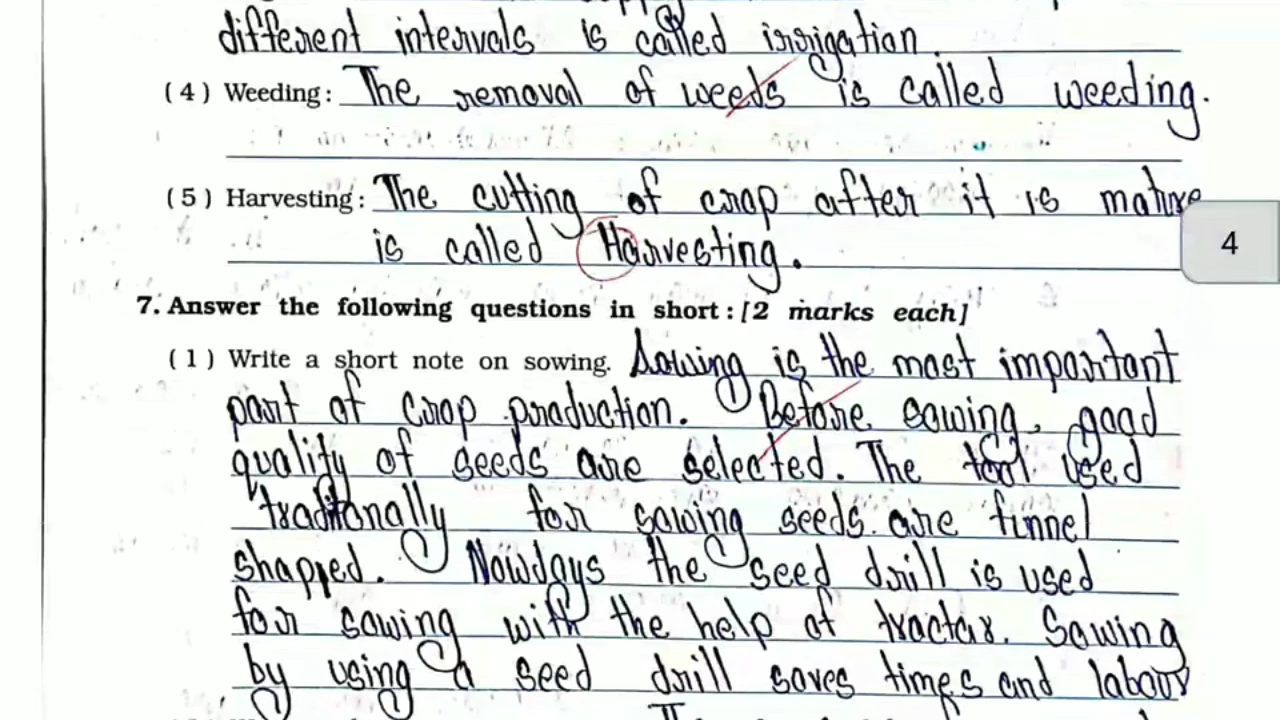 different intervals is called irrigation.
(4) Weeding: The removal of weeds is called weeding.
(5) Harvesting: The cutting of crop after it is mature
is called Harvesting.
4
7. Answer the following questions in short: [2 marks each]
(1) Write a short note on sowing. Sowing is the most important
part of crop production. Before sowing, good
quality of seeds are selected. The tool used
traditonally for sowing seeds are funnel
shapped. Nowdays the seed drill is used
for sowing with the help of tractar. Sowing
by using a seed drill saves times and labour